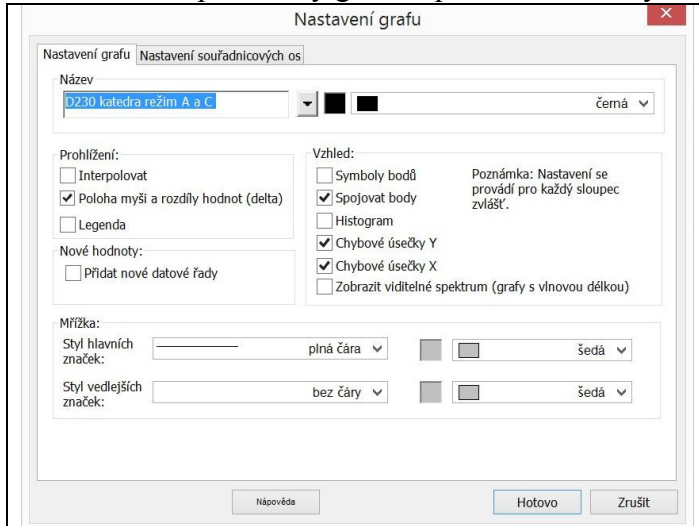 Nastavení grafu
Nastavení grafu Nastavení souřadnicových os
Název
D230 katedra režim A a C
černá
Prohlížení:
Interpolovat
Poloha myši a rozdíly hodnot (delta)
Legenda
Nové hodnoty:
Přidat nové datové řady
Vzhled:
Symboly bodů
Spojovat body
Histogram
Chybové úsečky Y
Chybové úsečky X
Zobrazit viditelné spektrum (grafy s vlnovou délkou)
Poznámka: Nastavení se
provádí pro každý sloupec
zvlášť.
Mřížka:
Styl hlavních
značek:
plná čára
šedá
Styl vedlejších
značek:
bez čáry
šedá
Nápověda
Hotovo
Zrušit